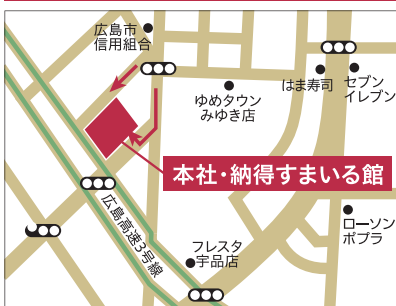 広島市
信用組合
はま寿司
セブン
イレブン
ゆめタウン
みゆき店
本社・納得すまいる館
広島高速3号線
ローソン
ポプラ
フレスタ
宇品店